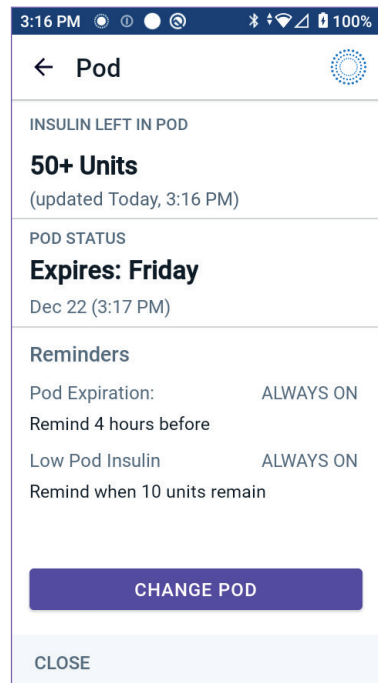 3:16 PM 100%
Pod
INSULIN LEFT IN POD
50+ Units
(updated Today, 3:16 PM)
POD STATUS
Expires: Friday
Dec 22 (3:17 PM)
Reminders
Pod Expiration: ALWAYS ON
Remind 4 hours before
Low Pod Insulin ALWAYS ON
Remind when 10 units remain
CHANGE POD
CLOSE